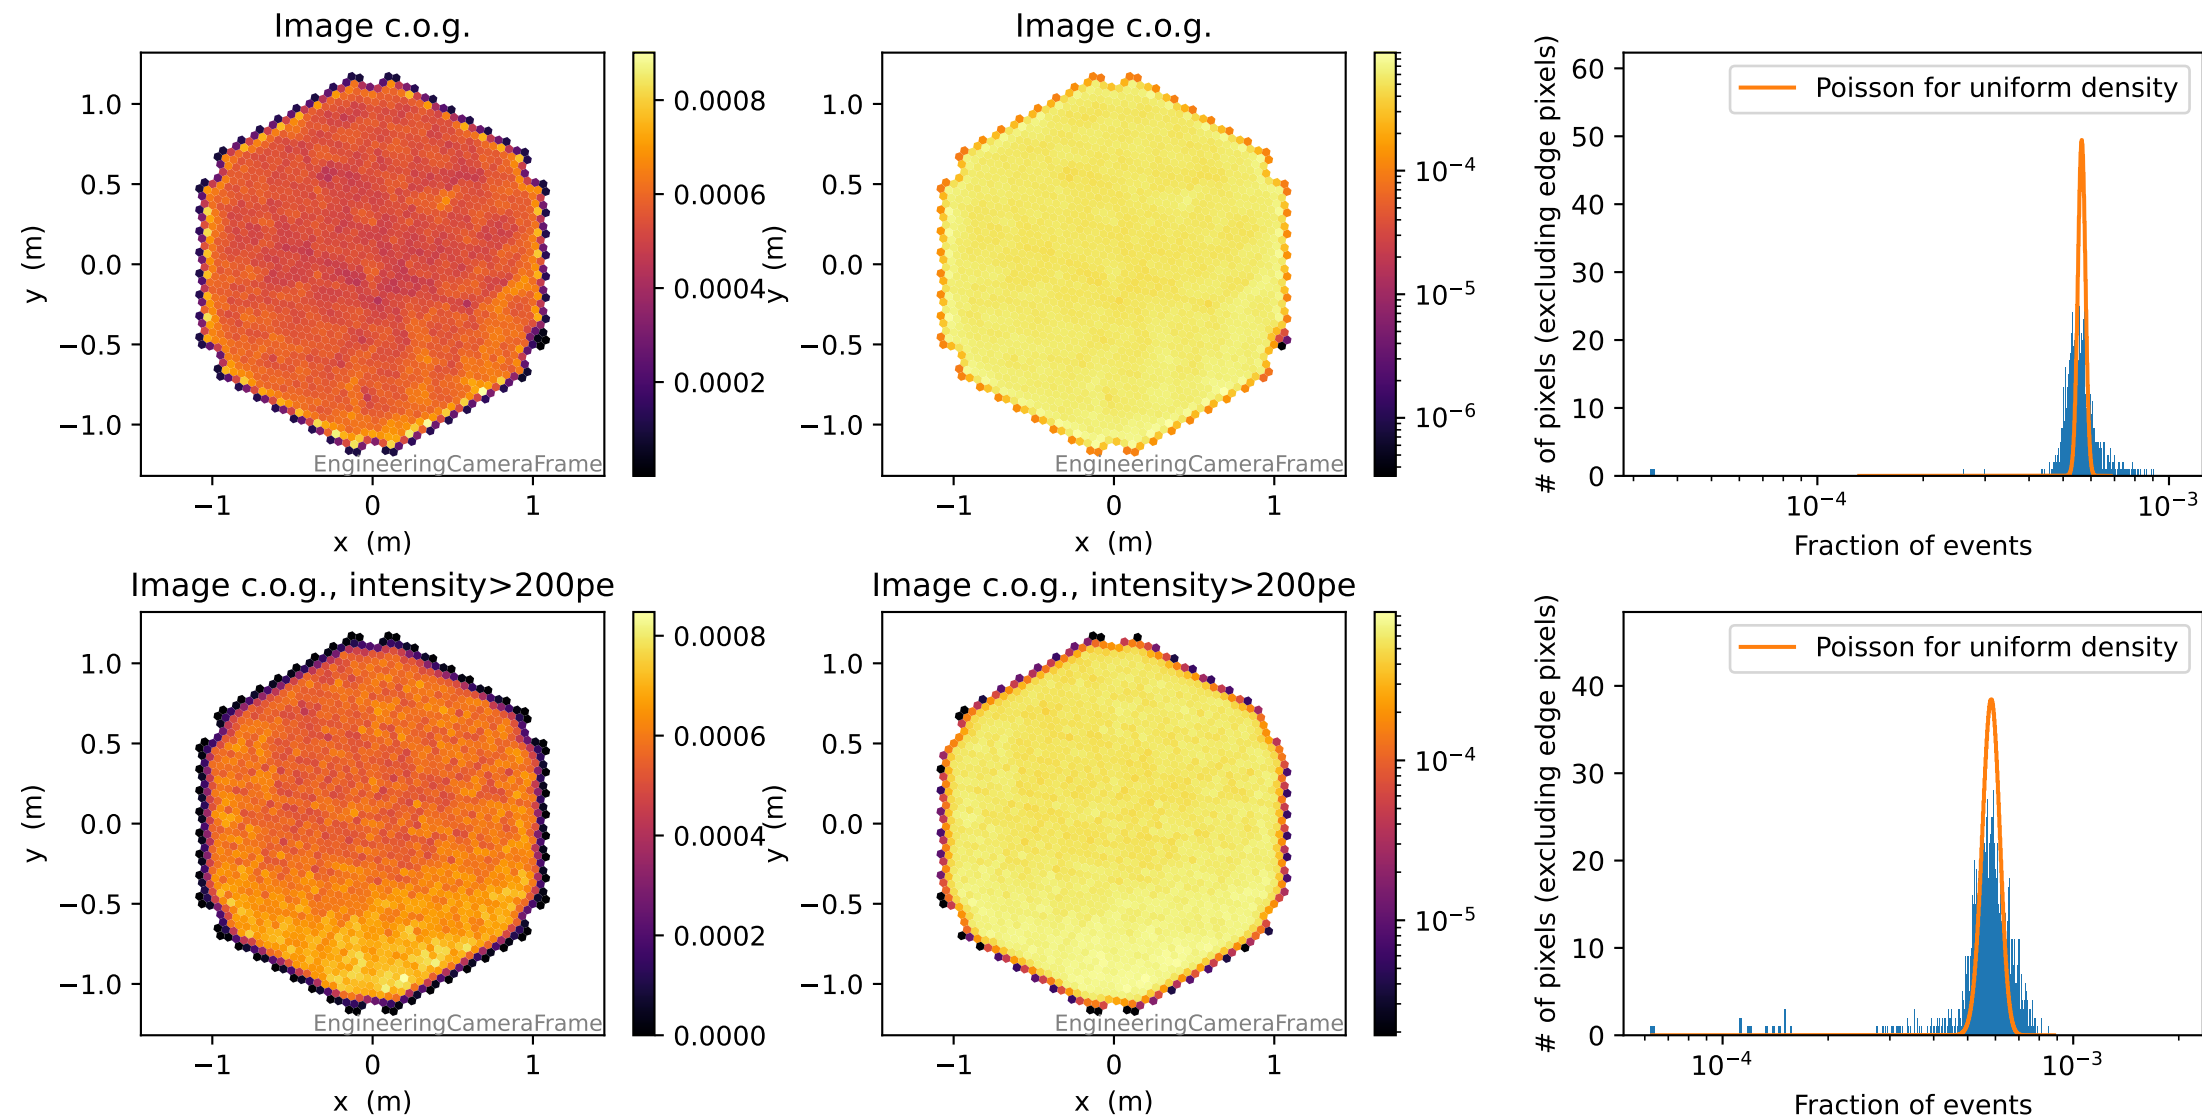 Image c.o.g.
1.0
0.5
0.0
−0.5
−1.0
y (m)
−1
0
1
x (m)
EngineeringCameraFrame
0.0008
0.0006
0.0004
0.0002
Image c.o.g.
1.0
0.5
0.0
−0.5
−1.0
y (m)
−1
0
1
x (m)
EngineeringCameraFrame
10−4
10−5
10−6
# of pixels (excluding edge pixels)
60
50
40
30
20
10
0
Poisson for uniform density
10−4
10−3
Fraction of events
Image c.o.g., intensity>200pe
1.0
0.5
0.0
−0.5
−1.0
y (m)
−1
0
1
x (m)
EngineeringCameraFrame
0.0008
0.0006
0.0004
0.0002
0.0000
Image c.o.g., intensity>200pe
1.0
0.5
0.0
−0.5
−1.0
y (m)
−1
0
1
x (m)
EngineeringCameraFrame
10−4
10−5
# of pixels (excluding edge pixels)
40
30
20
10
0
Poisson for uniform density
10−4
10−3
Fraction of events